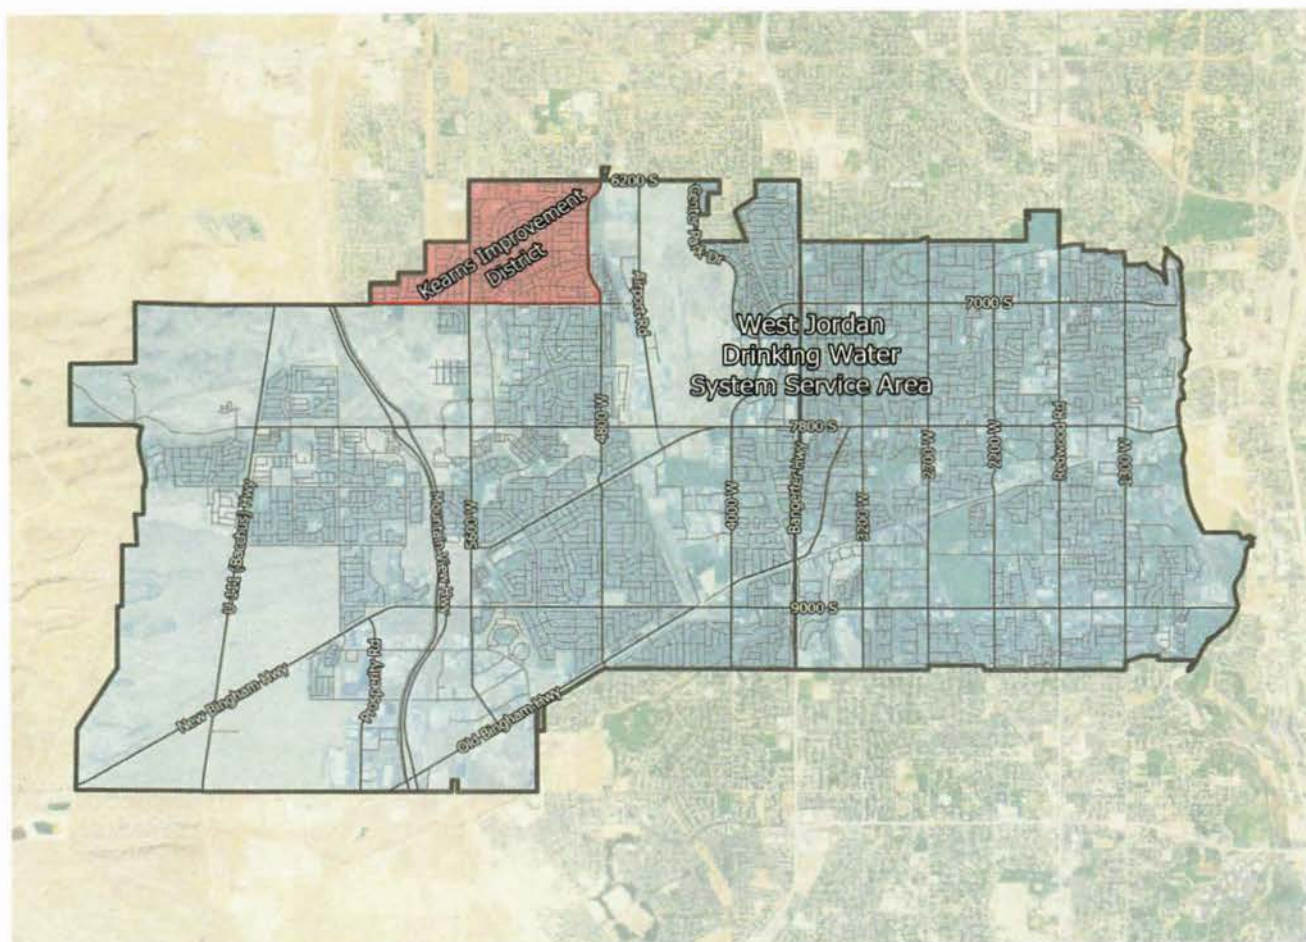 6200 S
Center Park Dr
Kearns Improvement
District
Airport Rd
7000 S
West Jordan
Drinking Water
System Service Area
4800 W
7800 S
U-111 (Bacchus) Hwy
Mountain View Hwy
5600 W
4000 W
Bangerter Hwy
3200 W
2700 W
2200 W
Redwood Rd
1300 W
9000 S
New Bingham Hwy
Prosperity Rd
Old Bingham Hwy